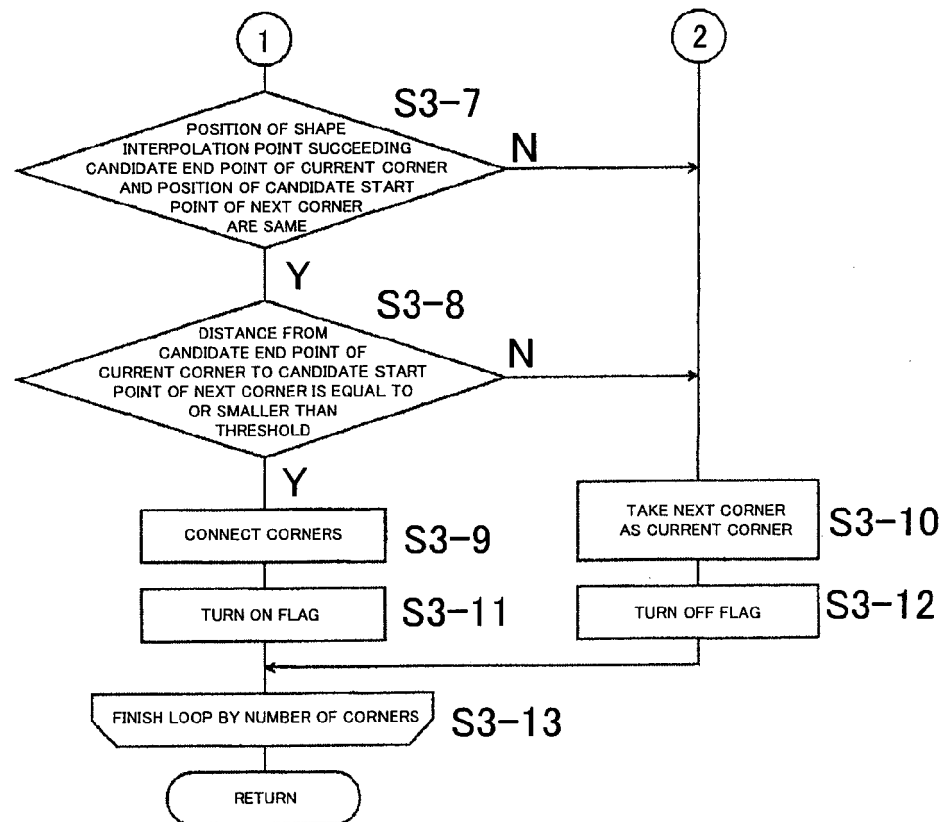 1
2
S3-7
POSITION OF SHAPE
INTERPOLATION POINT SUCCEEDING
CANDIDATE END POINT OF CURRENT CORNER
AND POSITION OF CANDIDATE START
POINT OF NEXT CORNER
ARE SAME
N
Y
S3-8
DISTANCE FROM
CANDIDATE END POINT OF
CURRENT CORNER TO CANDIDATE START
POINT OF NEXT CORNER IS EQUAL TO
OR SMALLER THAN
THRESHOLD
N
Y
CONNECT CORNERS
S3-9
TAKE NEXT CORNER
AS CURRENT CORNER
S3-10
TURN ON FLAG
S3-11
TURN OFF FLAG
S3-12
FINISH LOOP BY NUMBER OF CORNERS
S3-13
RETURN